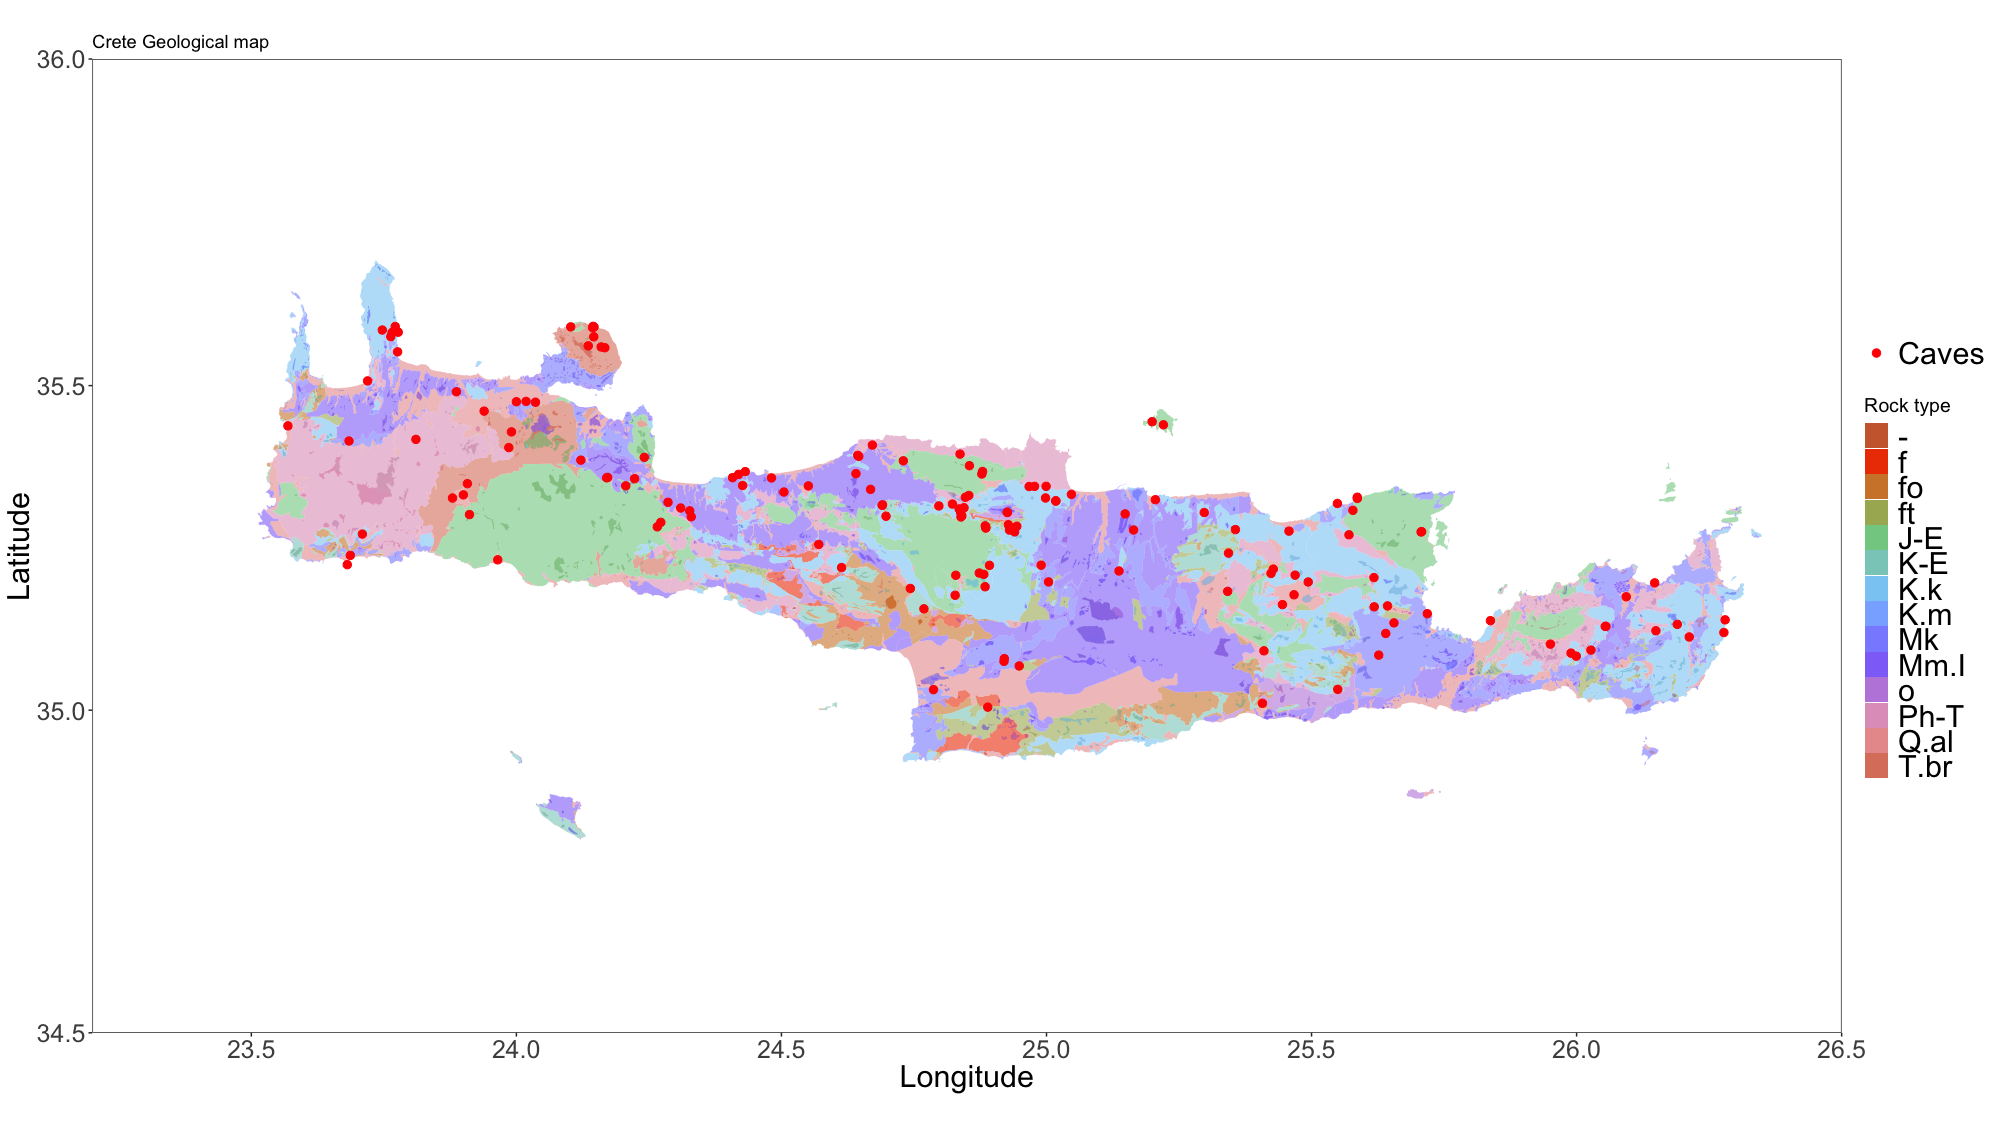 Crete Geological map
36.0
35.5
35.0
34.5
Latitude
23.5 24.0 24.5 25.0 25.5 26.0 26.5
Longitude
Caves
Rock type
-
f
fo
ft
J-E
K-E
K.k
K.m
Mk
Mm.I
o
Ph-T
Q.al
T.br